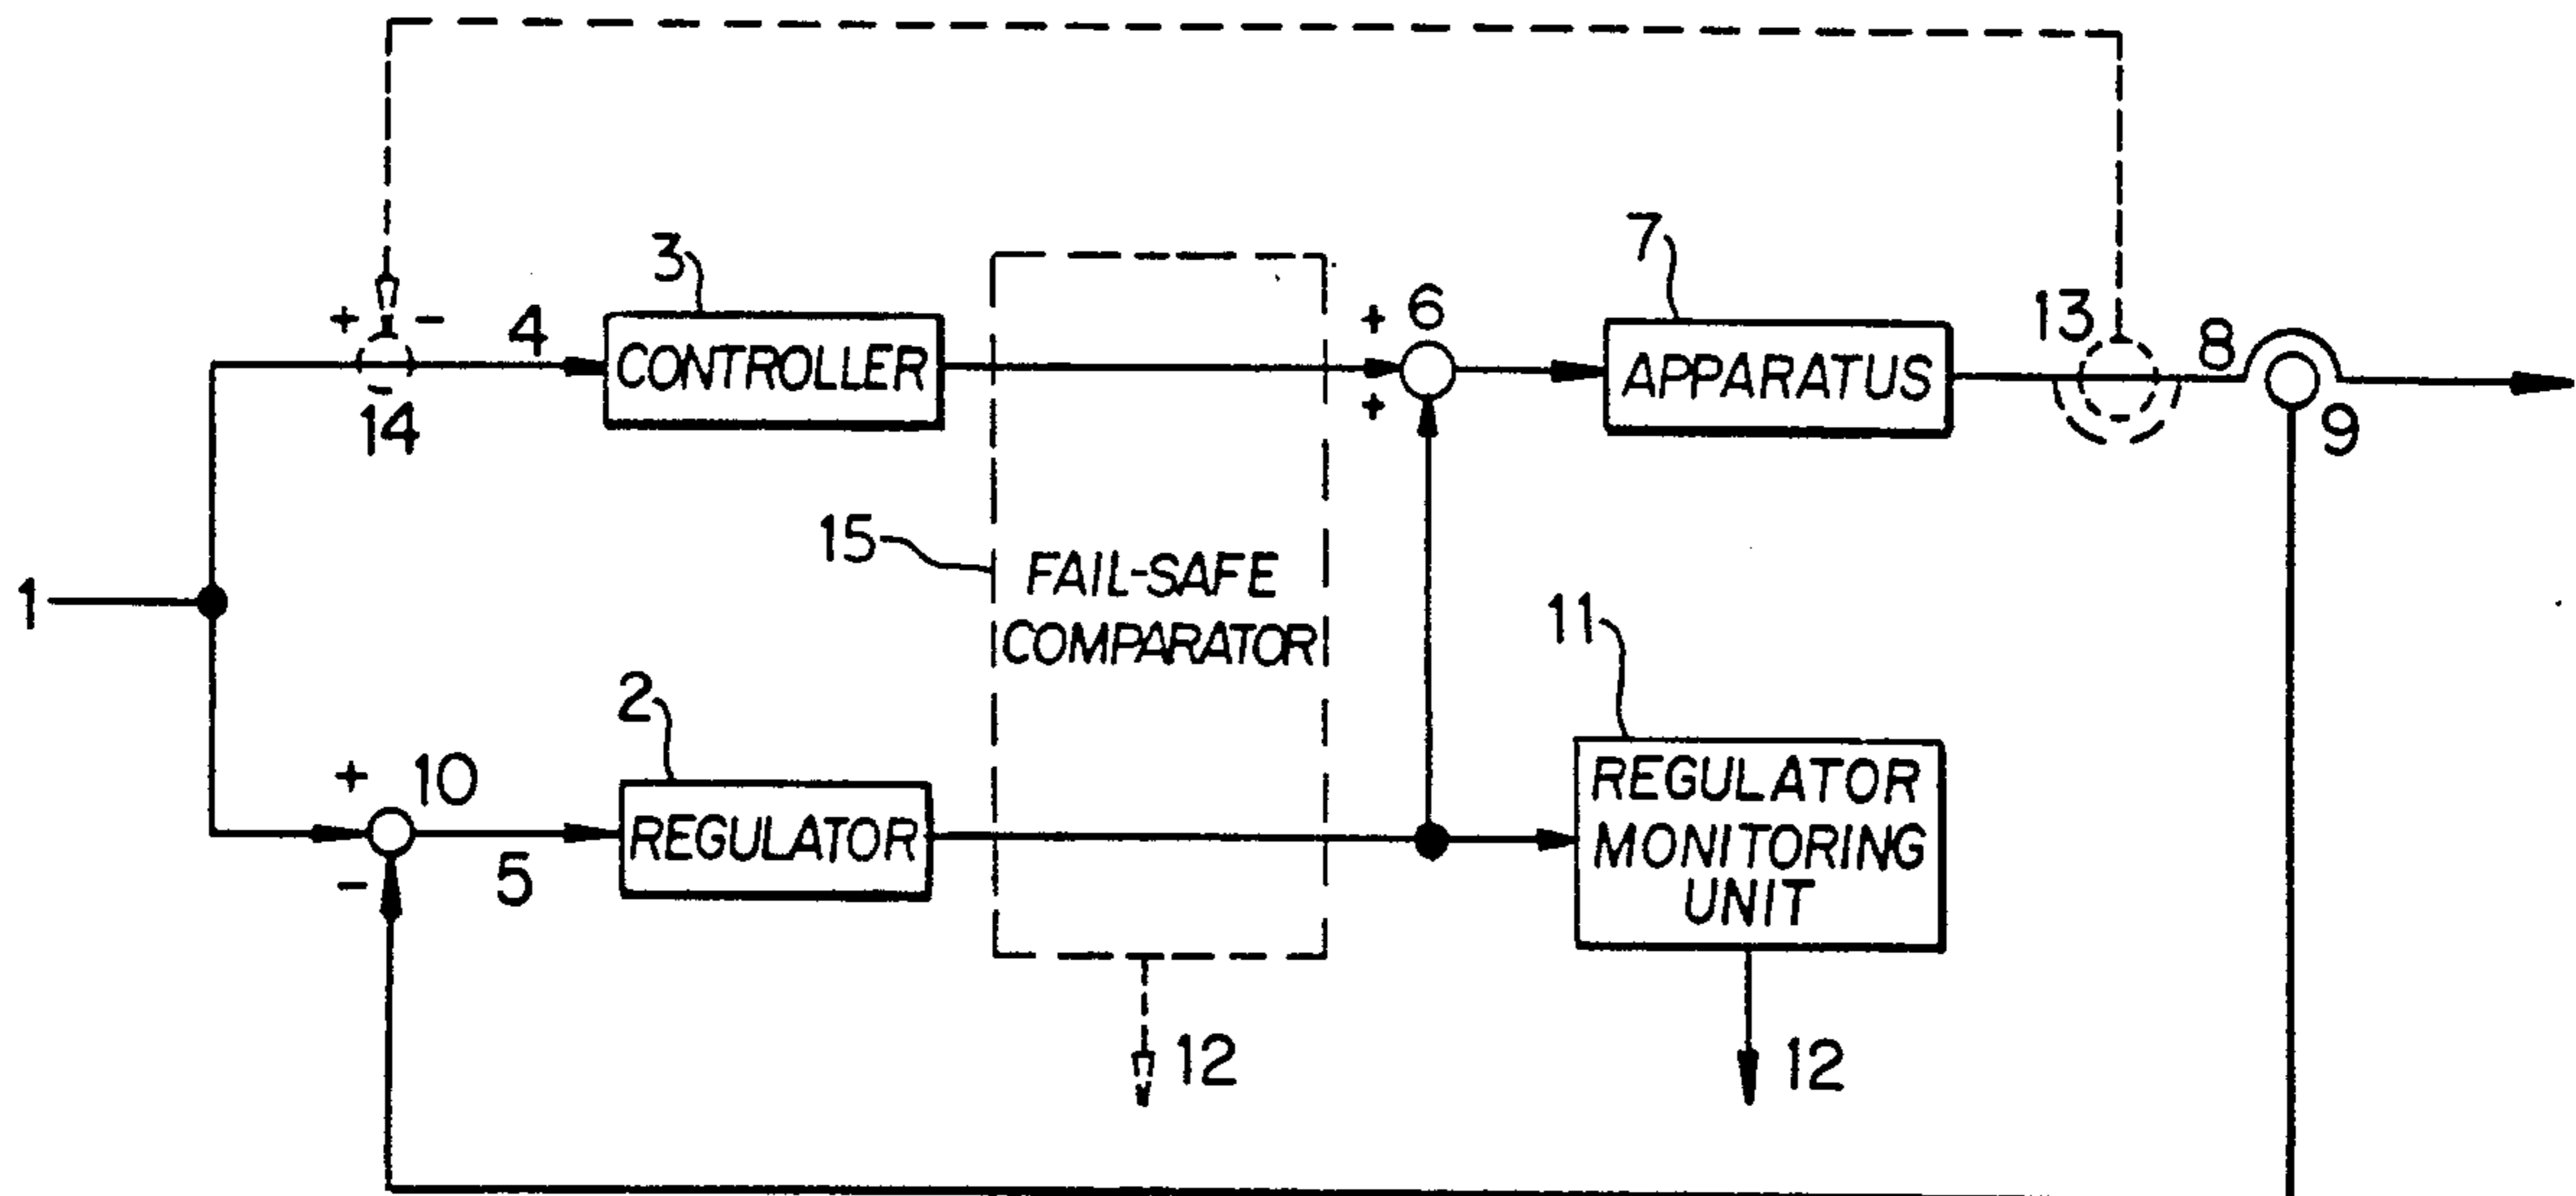 3
7
+ -
4
CONTROLLER
14
+ 6
+
APPARATUS
13
8
9
15
FAIL-SAFE
COMPARATOR
1
11
2
+ 10
-
5
REGULATOR
REGULATOR
MONITORING
UNIT
12
12